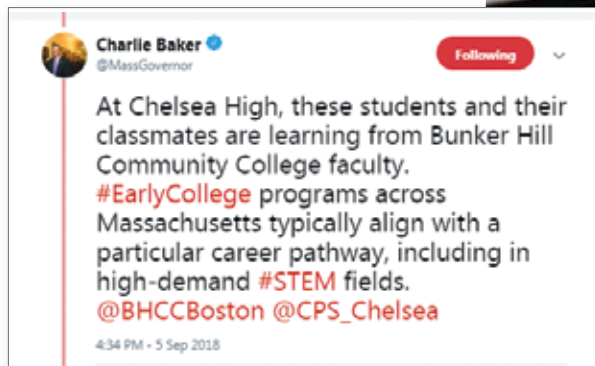 Charlie Baker
@MassGovernor
Following
At Chelsea High, these students and their
classmates are learning from Bunker Hill
Community College faculty.
#EarlyCollege programs across
Massachusetts typically align with a
particular career pathway, including in
high-demand #STEM fields.
@BHCCBoston @CPS_Chelsea
4:34 PM - 5 Sep 2018